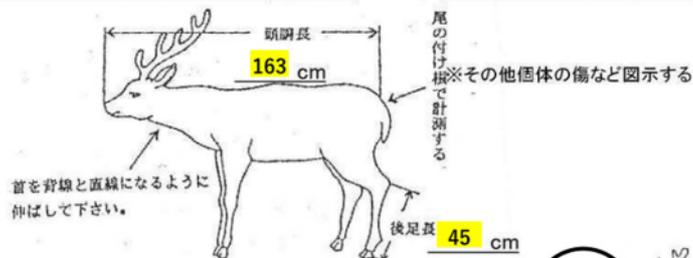 頭胴長
163 cm
尾の付け根で計測する
※その他個体の傷など図示する
首を背線と直線になるように
伸ばして下さい。
後足長 45 cm